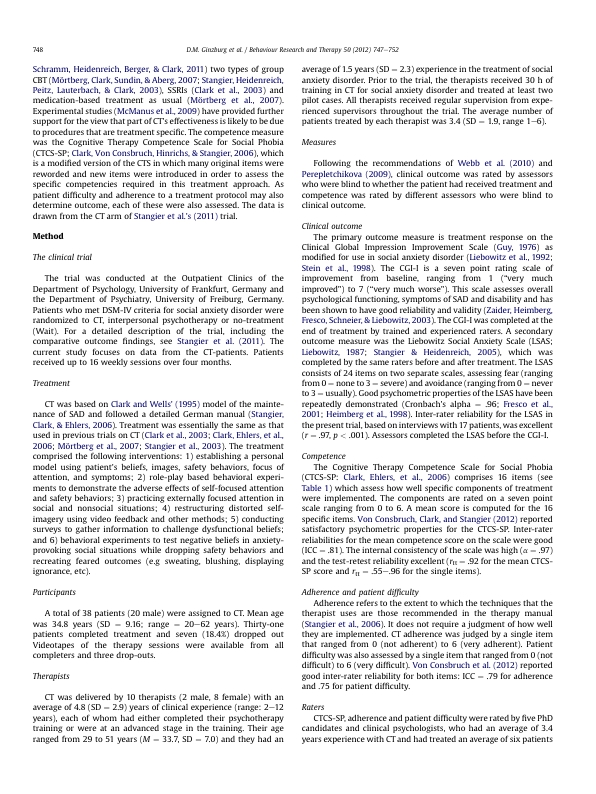 748
D.M. Ginzburg et al. / Behaviour Research and Therapy 50 (2012) 747–752
Schramm, Heidenreich, Berger, & Clark, 2011) two types of group
CBT (Mörtberg, Clark, Sundin, & Aberg, 2007; Stangier, Heidenreich,
Peitz, Lauterbach, & Clark, 2003), SSRIs (Clark et al., 2003) and
medication-based treatment as usual (Mörtberg et al., 2007).
Experimental studies (McManus et al., 2009) have provided further
support for the view that part of CT's effectiveness is likely to be due
to procedures that are treatment specific. The competence measure
was the Cognitive Therapy Competence Scale for Social Phobia
(CTCS-SP; Clark, Von Consbruch, Hinrichs, & Stangier, 2006), which
is a modified version of the CTS in which many original items were
reworded and new items were introduced in order to assess the
specific competencies required in this treatment approach. As
patient difficulty and adherence to a treatment protocol may also
determine outcome, each of these were also assessed. The data is
drawn from the CT arm of Stangier et al.'s (2011) trial.
Method
The clinical trial
The trial was conducted at the Outpatient Clinics of the
Department of Psychology, University of Frankfurt, Germany and
the Department of Psychiatry, University of Freiburg, Germany.
Patients who met DSM-IV criteria for social anxiety disorder were
randomized to CT, interpersonal psychotherapy or no-treatment
(Wait). For a detailed description of the trial, including the
comparative outcome findings, see Stangier et al. (2011). The
current study focuses on data from the CT-patients. Patients
received up to 16 weekly sessions over four months.
Treatment
CT was based on Clark and Wells' (1995) model of the mainte-
nance of SAD and followed a detailed German manual (Stangier,
Clark, & Ehlers, 2006). Treatment was essentially the same as that
used in previous trials on CT (Clark et al., 2003; Clark, Ehlers, et al.,
2006; Mörtberg et al., 2007; Stangier et al., 2003). The treatment
comprised the following interventions: 1) establishing a personal
model using patient's beliefs, images, safety behaviors, focus of
attention, and symptoms; 2) role-play based behavioral experi-
ments to demonstrate the adverse effects of self-focused attention
and safety behaviors; 3) practicing externally focused attention in
social and nonsocial situations; 4) restructuring distorted self-
imagery using video feedback and other methods; 5) conducting
surveys to gather information to challenge dysfunctional beliefs;
and 6) behavioral experiments to test negative beliefs in anxiety-
provoking social situations while dropping safety behaviors and
recreating feared outcomes (e.g sweating, blushing, displaying
ignorance, etc).
Participants
A total of 38 patients (20 male) were assigned to CT. Mean age
was 34.8 years (SD = 9.16; range = 20–62 years). Thirty-one
patients completed treatment and seven (18.4%) dropped out
Videotapes of the therapy sessions were available from all
completers and three drop-outs.
Therapists
CT was delivered by 10 therapists (2 male, 8 female) with an
average of 4.8 (SD = 2.9) years of clinical experience (range: 2–12
years), each of whom had either completed their psychotherapy
training or were at an advanced stage in the training. Their age
ranged from 29 to 51 years (M = 33.7, SD = 7.0) and they had an
average of 1.5 years (SD = 2.3) experience in the treatment of social
anxiety disorder. Prior to the trial, the therapists received 30 h of
training in CT for social anxiety disorder and treated at least two
pilot cases. All therapists received regular supervision from expe-
rienced supervisors throughout the trial. The average number of
patients treated by each therapist was 3.4 (SD = 1.9, range 1–6).
Measures
Following the recommendations of Webb et al. (2010) and
Perepletchikova (2009), clinical outcome was rated by assessors
who were blind to whether the patient had received treatment and
competence was rated by different assessors who were blind to
clinical outcome.
Clinical outcome
The primary outcome measure is treatment response on the
Clinical Global Impression Improvement Scale (Guy, 1976) as
modified for use in social anxiety disorder (Liebowitz et al., 1992;
Stein et al., 1998). The CGI-I is a seven point rating scale of
improvement from baseline, ranging from 1 ("very much
improved") to 7 ("very much worse"). This scale assesses overall
psychological functioning, symptoms of SAD and disability and has
been shown to have good reliability and validity (Zaider, Heimberg,
Fresco, Schneier, & Liebowitz, 2003). The CGI-I was completed at the
end of treatment by trained and experienced raters. A secondary
outcome measure was the Liebowitz Social Anxiety Scale (LSAS;
Liebowitz, 1987; Stangier & Heidenreich, 2005), which was
completed by the same raters before and after treatment. The LSAS
consists of 24 items on two separate scales, assessing fear (ranging
from 0 = none to 3 = severe) and avoidance (ranging from 0 = never
to 3 = usually). Good psychometric properties of the LSAS have been
repeatedly demonstrated (Cronbach's alpha = .96; Fresco et al.,
2001; Heimberg et al., 1998). Inter-rater reliability for the LSAS in
the present trial, based on interviews with 17 patients, was excellent
(r = .97, p < .001). Assessors completed the LSAS before the CGI-I.
Competence
The Cognitive Therapy Competence Scale for Social Phobia
(CTCS-SP; Clark, Ehlers, et al., 2006) comprises 16 items (see
Table 1) which assess how well specific components of treatment
were implemented. The components are rated on a seven point
scale ranging from 0 to 6. A mean score is computed for the 16
specific items. Von Consbruch, Clark, and Stangier (2012) reported
satisfactory psychometric properties for the CTCS-SP. Inter-rater
reliabilities for the mean competence score on the scale were good
(ICC = .81). The internal consistency of the scale was high (α = .97)
and the test-retest reliability excellent (rtt = .92 for the mean CTCS-
SP score and rtt = .55–.96 for the single items).
Adherence and patient difficulty
Adherence refers to the extent to which the techniques that the
therapist uses are those recommended in the therapy manual
(Stangier et al., 2006). It does not require a judgment of how well
they are implemented. CT adherence was judged by a single item
that ranged from 0 (not adherent) to 6 (very adherent). Patient
difficulty was also assessed by a single item that ranged from 0 (not
difficult) to 6 (very difficult). Von Consbruch et al. (2012) reported
good inter-rater reliability for both items: ICC = .79 for adherence
and .75 for patient difficulty.
Raters
CTCS-SP, adherence and patient difficulty were rated by five PhD
candidates and clinical psychologists, who had an average of 3.4
years experience with CT and had treated an average of six patients